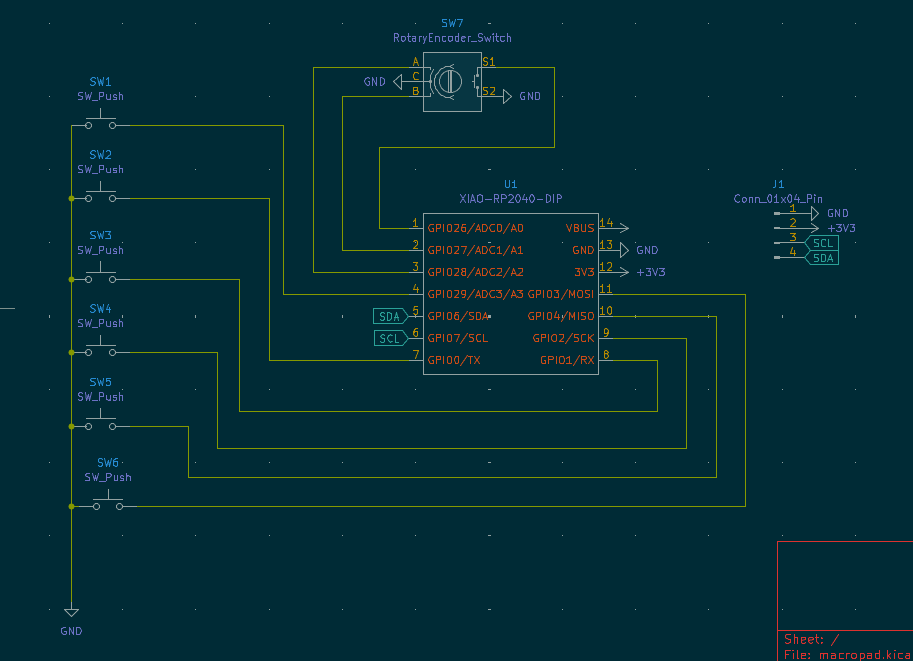 SW7
RotaryEncoder_Switch
A
S1
GND
C
B
S2
GND
SW1
SW_Push
SW2
SW_Push
SW3
SW_Push
SW4
SW_Push
SW5
SW_Push
SW6
SW_Push
GND
U1
XIAO-RP2040-DIP
1 GPIO26/ADC0/A0 VBUS 14
2 GPIO27/ADC1/A1 GND 13 GND
3 GPIO28/ADC2/A2 3V3 12 +3V3
4 GPIO29/ADC3/A3 GPIO3/MOSI 11
SDA 5 GPIO6/SDA GPIO4/MISO 10
SCL 6 GPIO7/SCL GPIO2/SCK 9
7 GPIO0/TX GPIO1/RX 8
J1
Conn_01x04_Pin
1 GND
2 +3V3
3 SCL
4 SDA
Sheet: /
File: macropad.kica